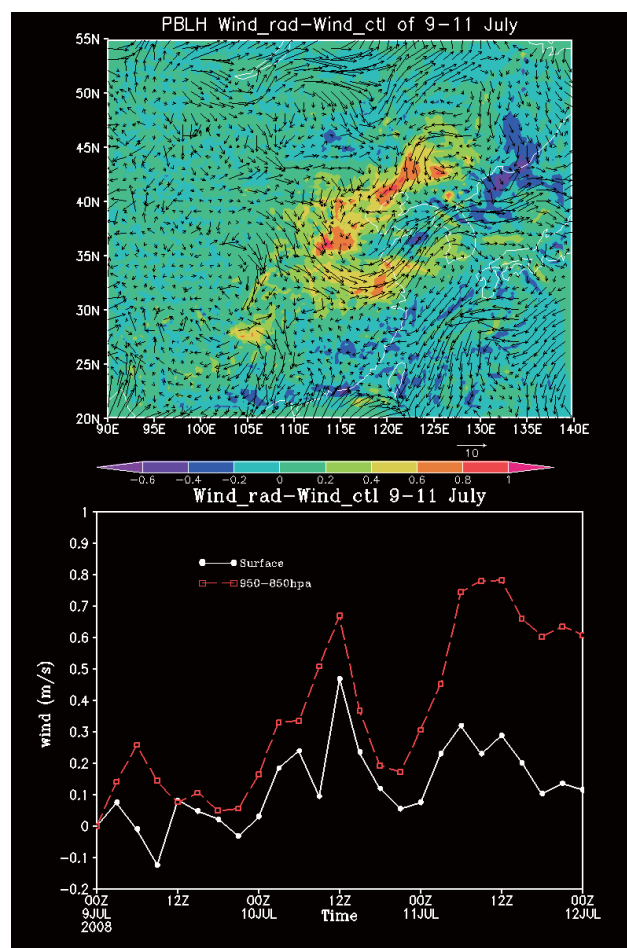 PBLH Wind_rad-Wind_ctl of 9-11 July
55N
50N
45N
40N
35N
30N
25N
20N
90E 95E 100E 105E 110E 115E 120E 125E 130E 135E 140E
10
-0.6 -0.4 -0.2 0 0.2 0.4 0.6 0.8 1
Wind_rad-Wind_ctl 9-11 July
1
0.9
0.8
0.7
0.6
0.5
0.4
0.3
0.2
0.1
0
-0.1
-0.2
wind (m/s)
Surface
950-850hpa
00Z 12Z 00Z 12Z 00Z 12Z 00Z
9JUL 10JUL 11JUL 12JUL
2008
Time